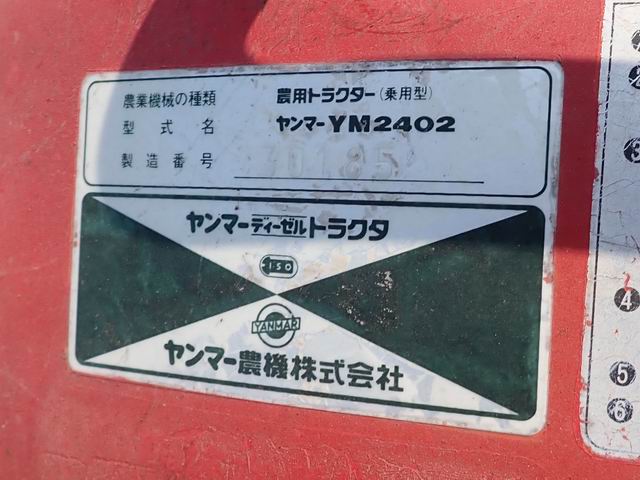 農業機械の種類 農用トラクター(乗用型)
型式名 ヤンマーYM2402
製造番号
ヤンマーディーゼルトラクタ
YANMAR
ヤンマー農機株式会社
④
⑤
⑥